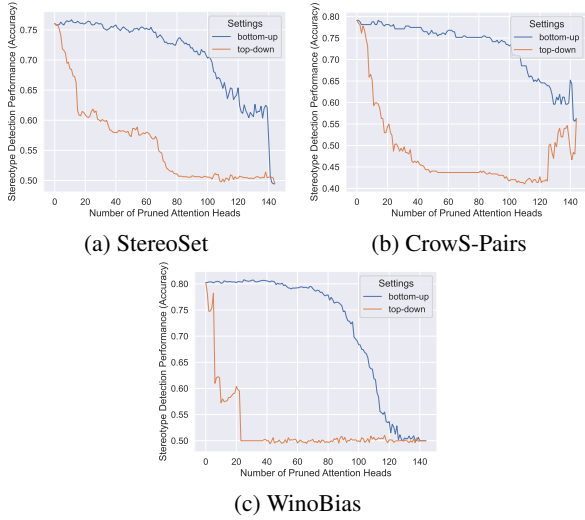 Stereotype Detection Performance (Accuracy)
0.75
0.70
0.65
0.60
0.55
0.50
Settings
bottom-up
top-down
0 20 40 60 80 100 120 140
Number of Pruned Attention Heads
(a) StereoSet
Stereotype Detection Performance (Accuracy)
0.80
0.75
0.70
0.65
0.60
0.55
0.50
0.45
0.40
Settings
bottom-up
top-down
0 20 40 60 80 100 120 140
Number of Pruned Attention Heads
(b) CrowS-Pairs
Stereotype Detection Performance (Accuracy)
0.80
0.75
0.70
0.65
0.60
0.55
0.50
Settings
bottom-up
top-down
0 20 40 60 80 100 120 140
Number of Pruned Attention Heads
(c) WinoBias